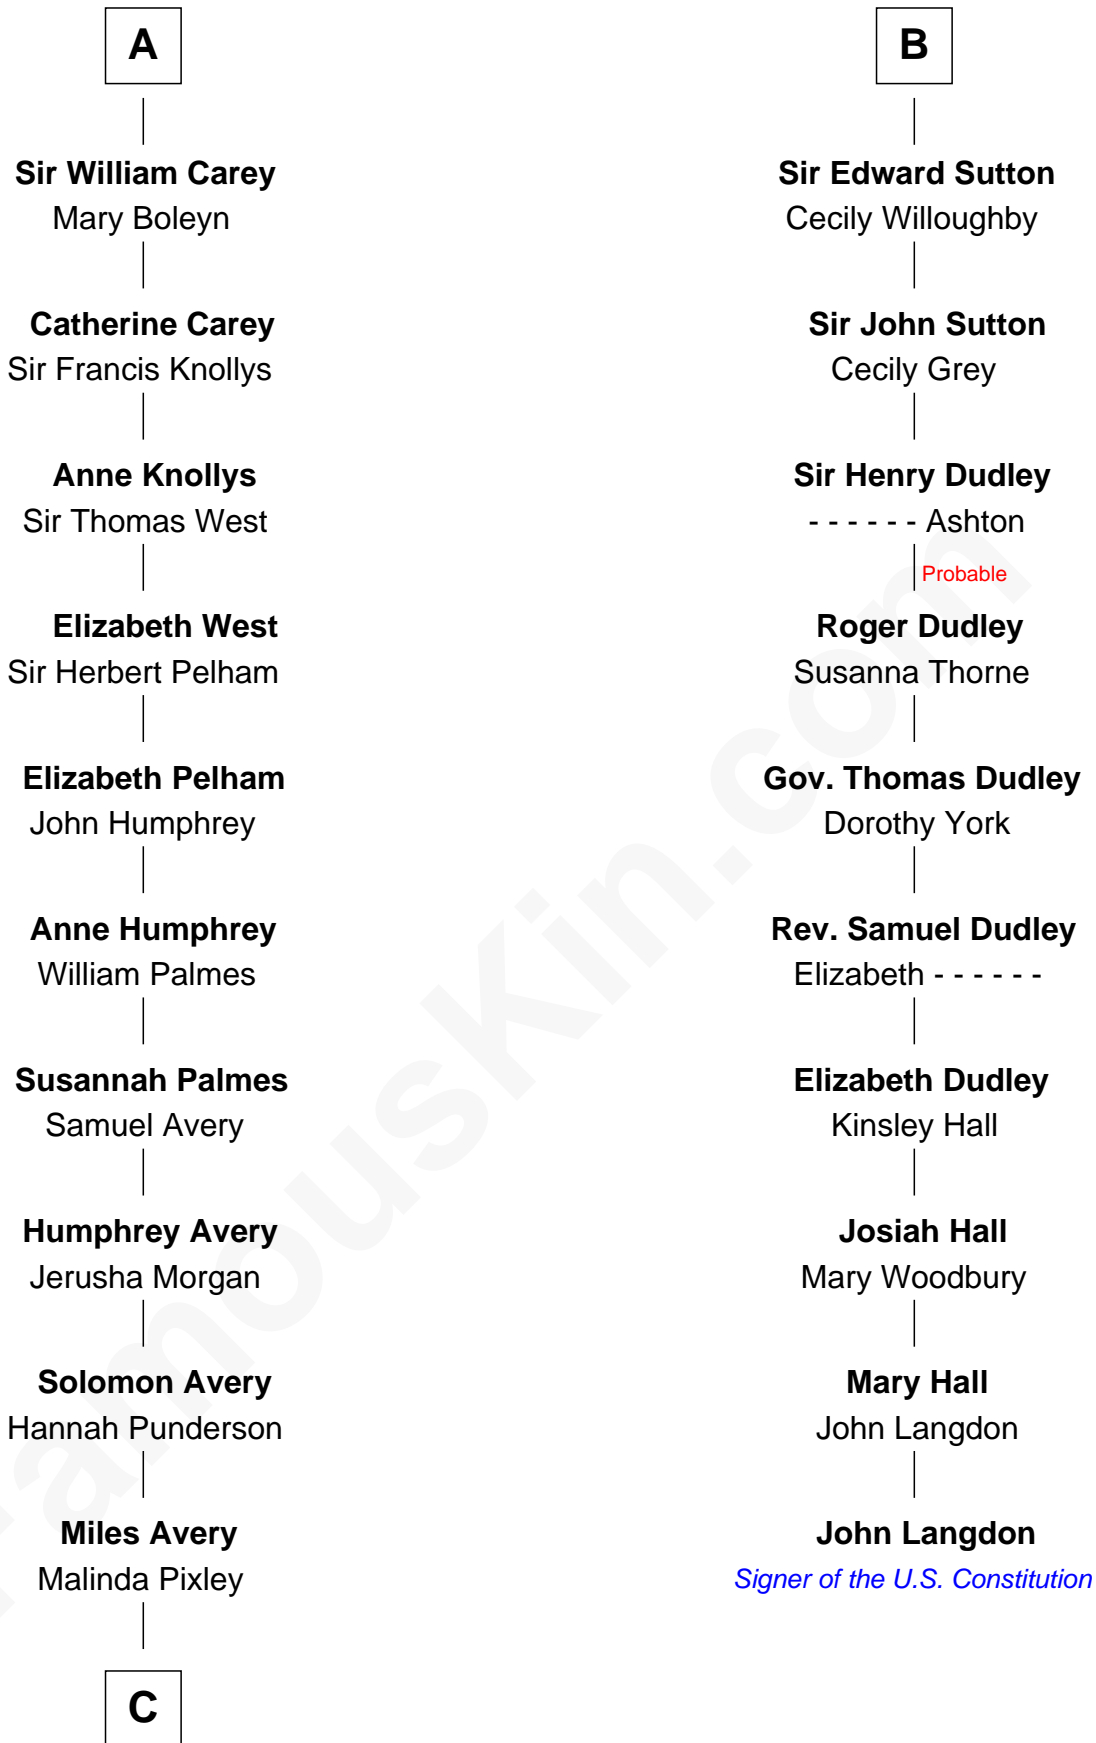 A
Sir William Carey
Mary Boleyn
Catherine Carey
Sir Francis Knollys
Anne Knollys
Sir Thomas West
Elizabeth West
Sir Herbert Pelham
Elizabeth Pelham
John Humphrey
Anne Humphrey
William Palmes
Susannah Palmes
Samuel Avery
Humphrey Avery
Jerusha Morgan
Solomon Avery
Hannah Punderson
Miles Avery
Malinda Pixley
C
B
Sir Edward Sutton
Cecily Willoughby
Sir John Sutton
Cecily Grey
Sir Henry Dudley
- - - - - - Ashton
Probable
Roger Dudley
Susanna Thorne
Gov. Thomas Dudley
Dorothy York
Rev. Samuel Dudley
Elizabeth - - - - - -
Elizabeth Dudley
Kinsley Hall
Josiah Hall
Mary Woodbury
Mary Hall
John Langdon
John Langdon
Signer of the U.S. Constitution
FamousKin.com